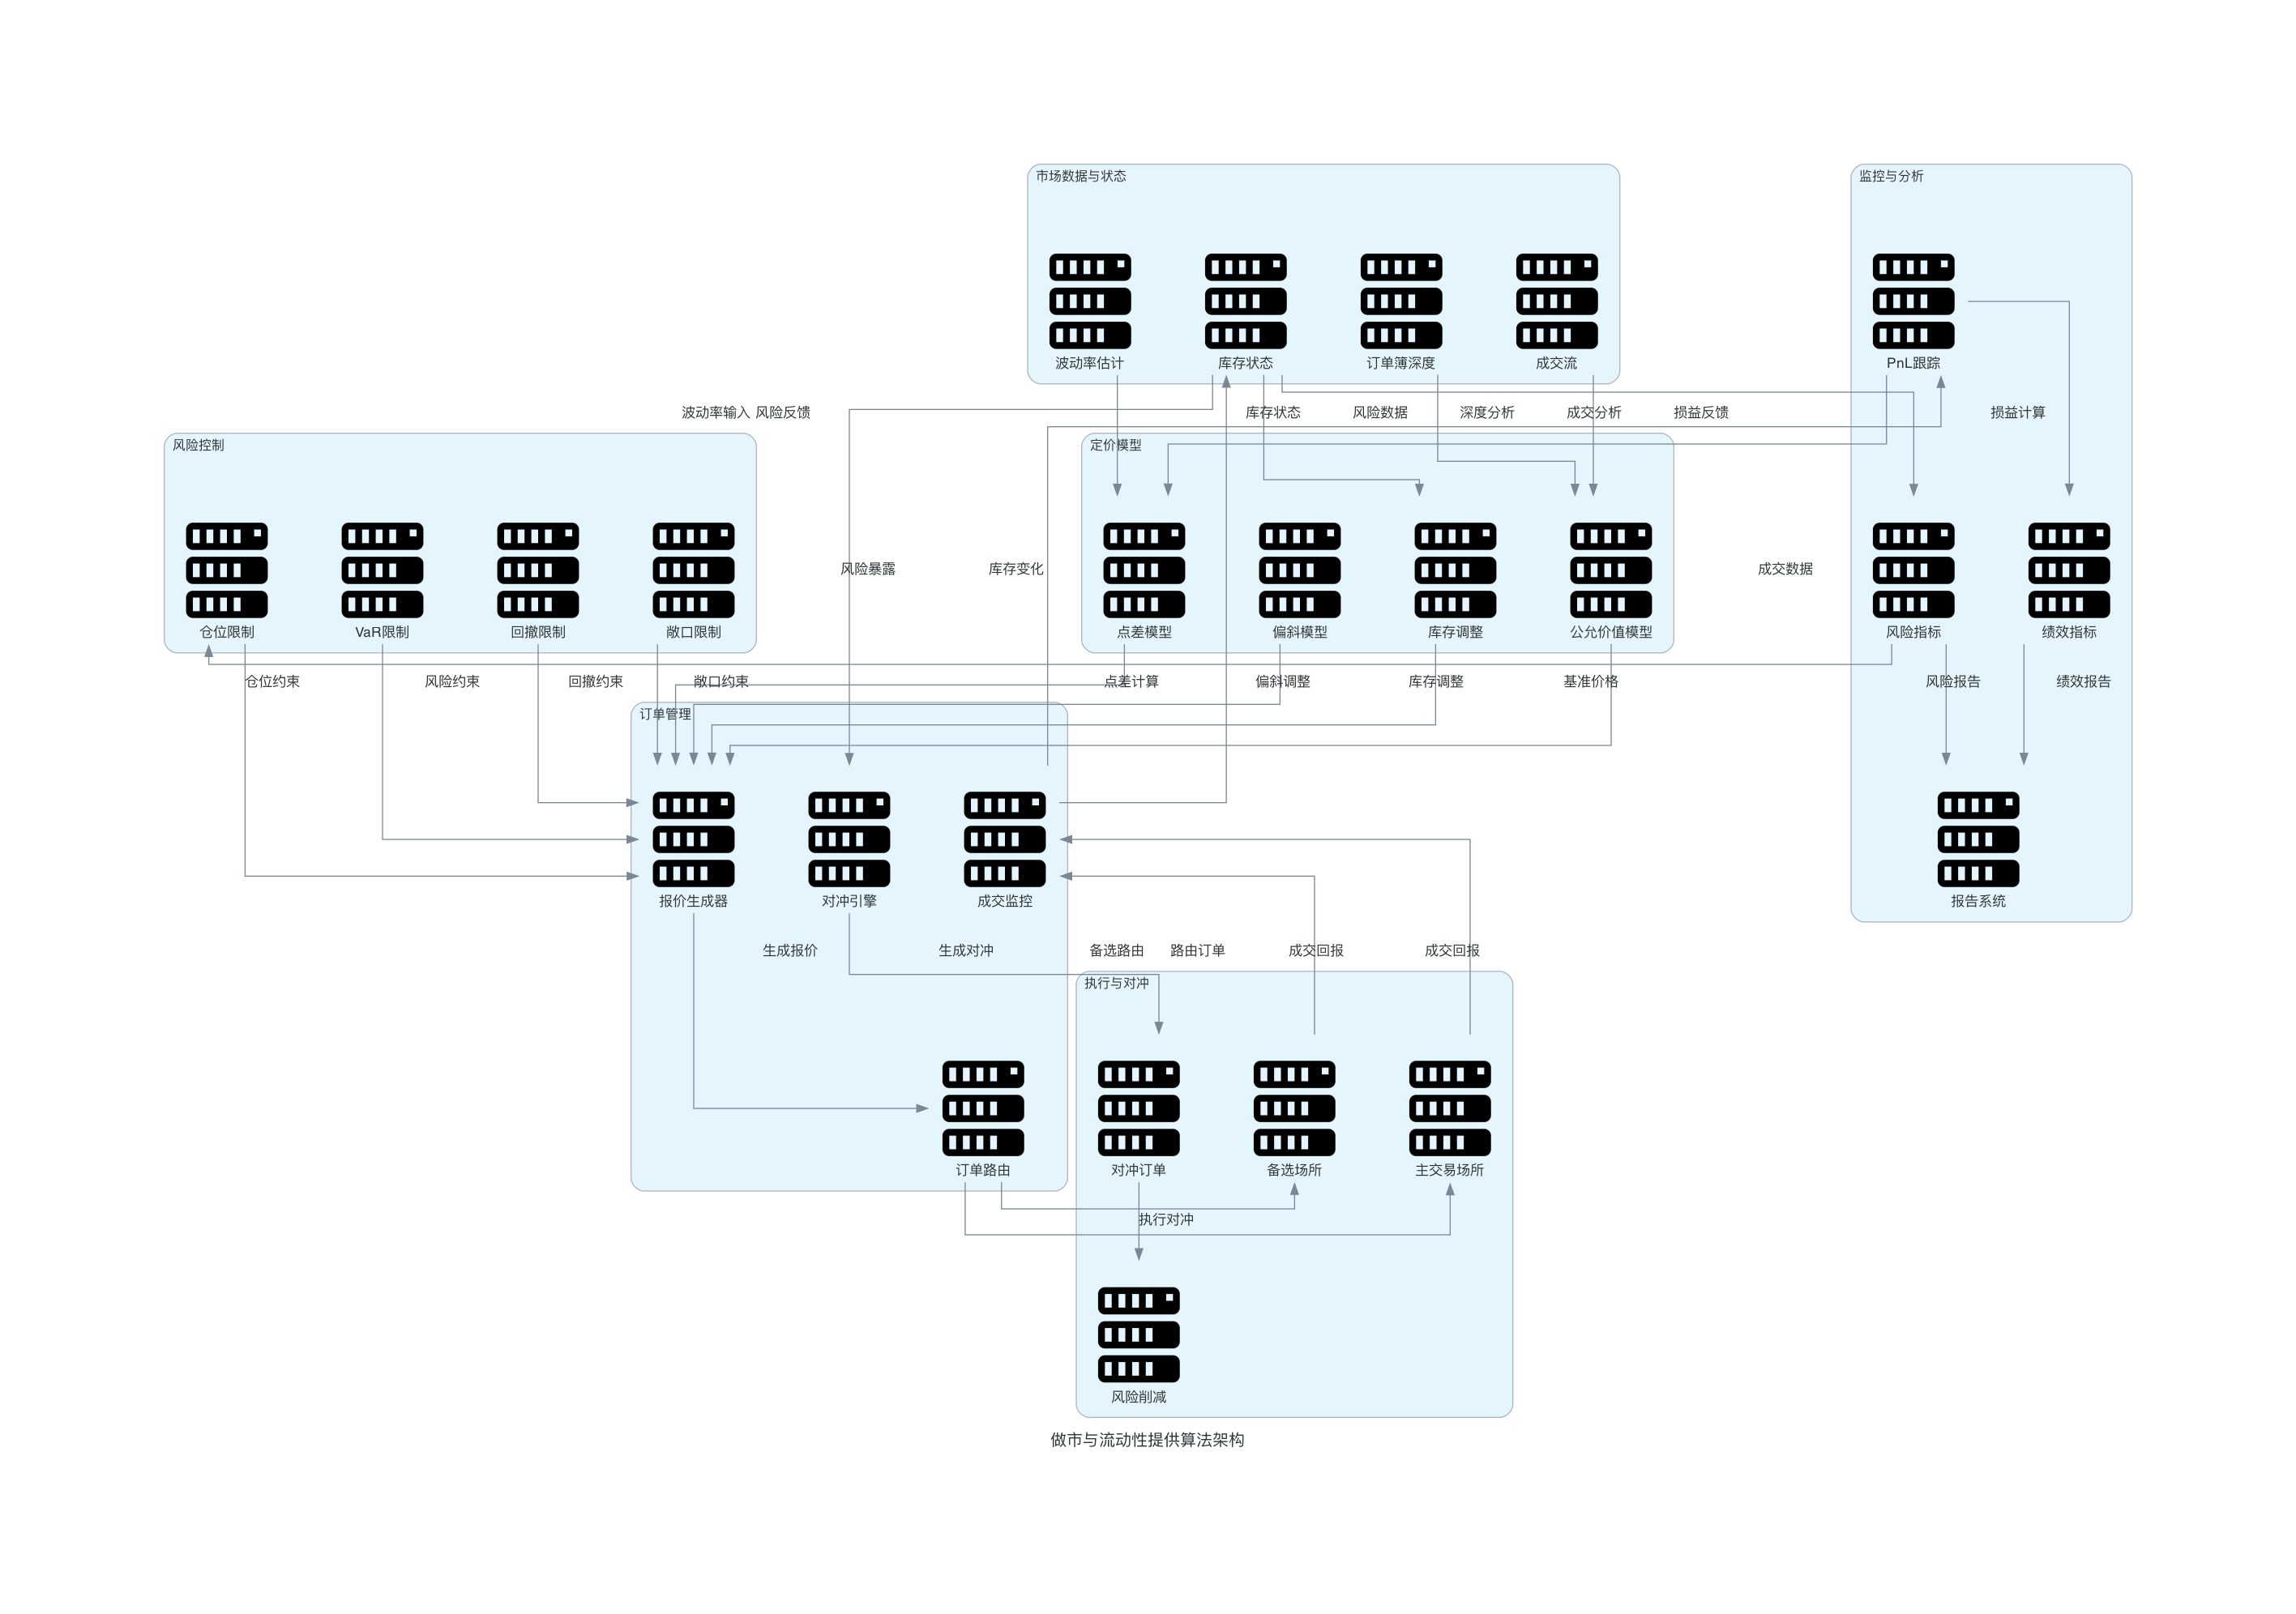 市场数据与状态
监控与分析
波动率估计
库存状态
订单簿深度
成交流
PnL跟踪
波动率输入
风险反馈
库存状态
风险数据
深度分析
成交分析
损益反馈
损益计算
风险控制
定价模型
风险暴露
库存变化
成交数据
仓位限制
VaR限制
回撤限制
敞口限制
点差模型
偏斜模型
库存调整
公允价值模型
风险指标
绩效指标
仓位约束
风险约束
回撤约束
敞口约束
点差计算
偏斜调整
库存调整
基准价格
风险报告
绩效报告
订单管理
报价生成器
对冲引擎
成交监控
报告系统
生成报价
生成对冲
备选路由
路由订单
成交回报
成交回报
执行与对冲
订单路由
对冲订单
备选场所
主交易场所
执行对冲
风险削减
做市与流动性提供算法架构